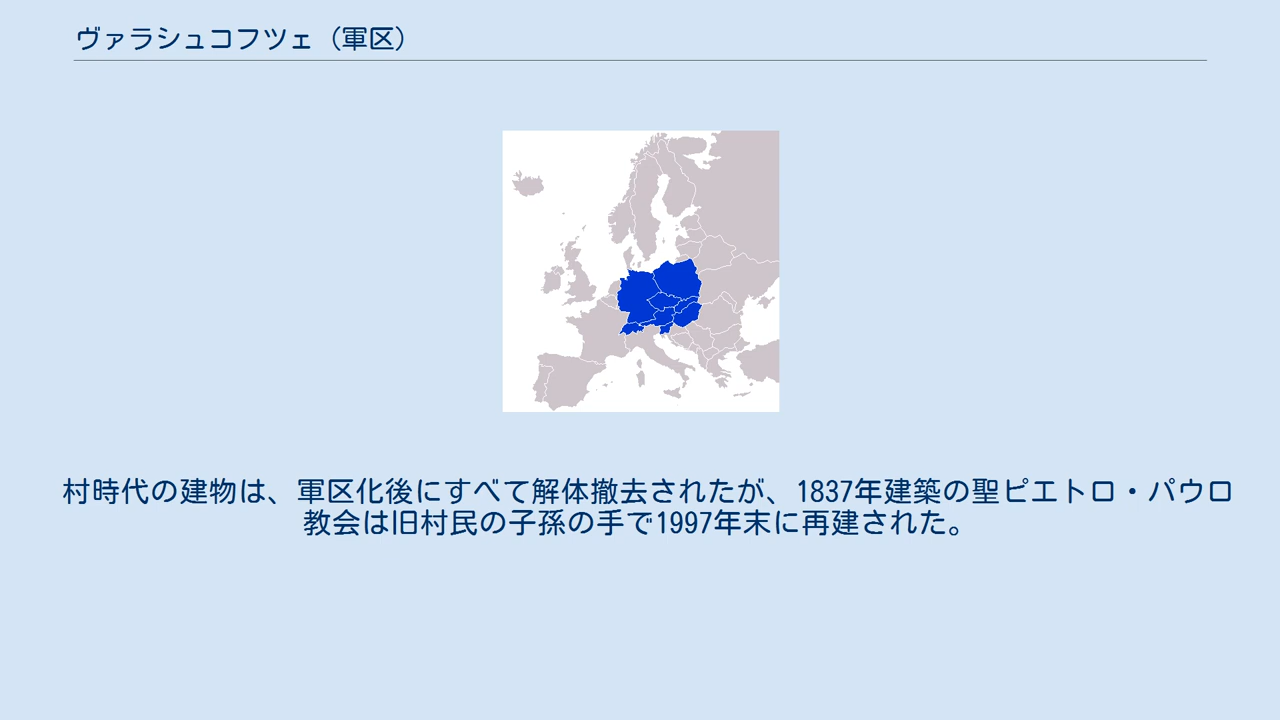 ヴァラシュコフツェ（軍区）
村時代の建物は、軍区化後にすべて解体撤去されたが、1837年建築の聖ピエトロ・パウロ
教会は旧村民の子孫の手で1997年末に再建された。